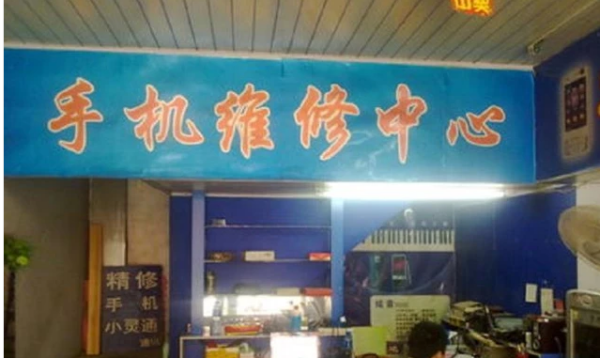 手机维修中心
精修
手机
小灵通